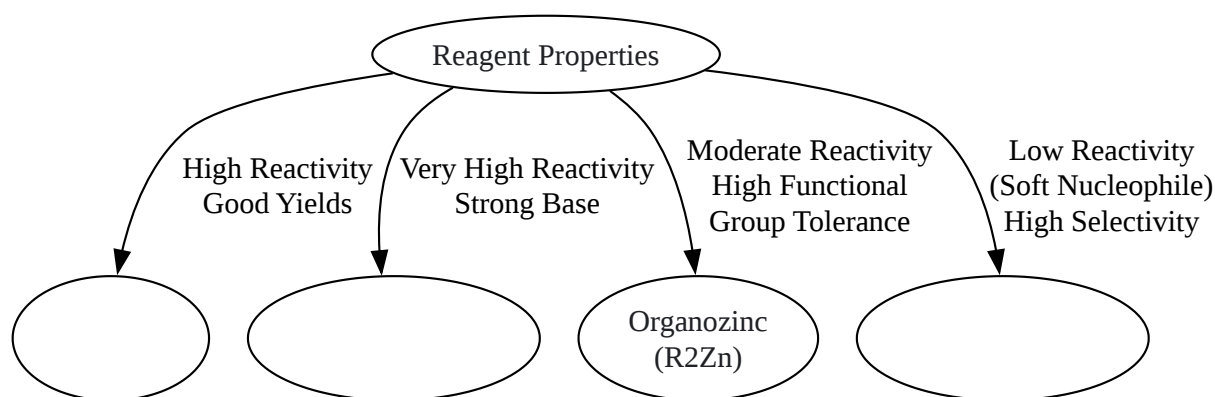 Reagent Properties
High Reactivity
Good Yields
Very High Reactivity
Strong Base
Moderate Reactivity
High Functional
Group Tolerance
Low Reactivity
(Soft Nucleophile)
High Selectivity
Organozinc
(R2Zn)